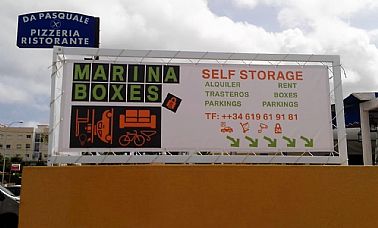 DA PASQUALE
PIZZERIA
RISTORANTE
MARINA
BOXES
SELF STORAGE
ALQUILER RENT
TRASTEROS BOXES
PARKINGS PARKINGS
TF: ++34 619 61 91 81